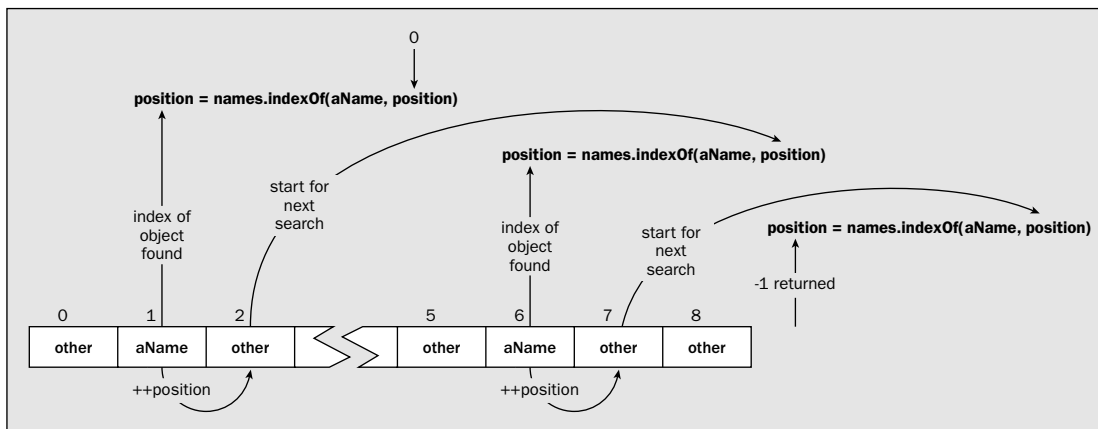 0
position = names.indexOf(aName, position)
position = names.indexOf(aName, position)
start for
next
search
index of
object
found
index of
object
found
start for
next
search
position = names.indexOf(aName, position)
-1 returned
0 1 2 5 6 7 8
other aName other other aName other other
++position ++position